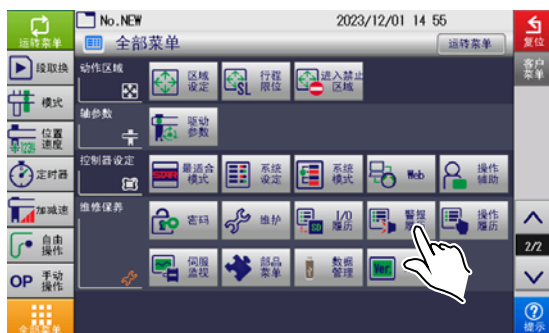 No.NEW
2023/12/01 14 55
全部菜单
运转菜单
运转菜单
复位
客户
菜单
段取换
模式
位置
速度
定时器
加减速
自由
操作
OP
手动
操作
全部菜单
动作区域
区域
设定
SL
行程
限位
进入禁止
区域
轴参数
驱动
参数
控制器设定
STAR
最适合
模式
系统
设定
系统
模式
Web
操作
辅助
维修保养
密码
维护
SD
I/O
履历
警报
操作
履历
伺服
监视
部品
菜单
数据
管理
Ver.
2/2
提示